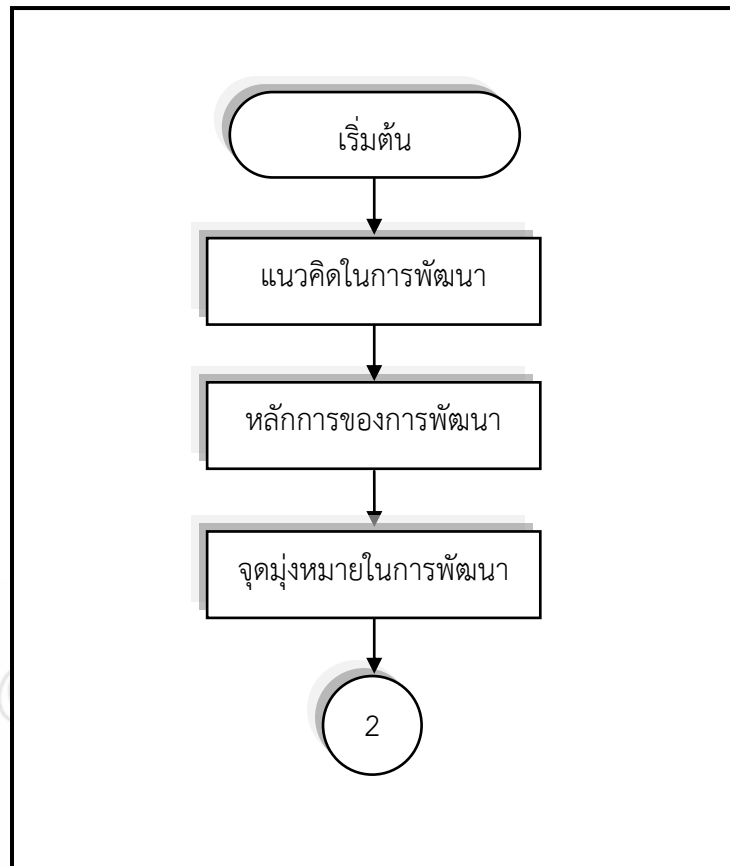 เริ่มต้น
แนวคิดในการพัฒนา
หลักการของการพัฒนา
จุดมุ่งหมายในการพัฒนา
2